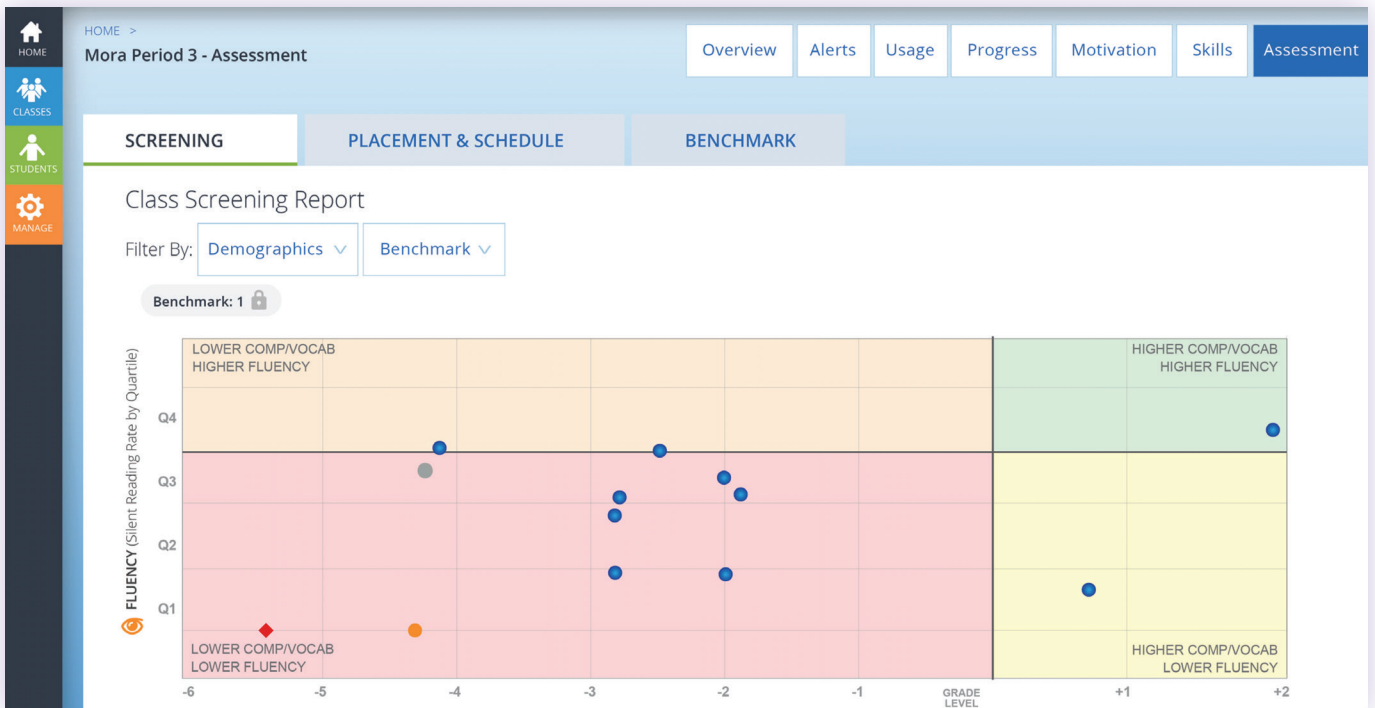 HOME
CLASSES
STUDENTS
MANAGE
HOME >
Mora Period 3 - Assessment
Overview
Alerts
Usage
Progress
Motivation
Skills
Assessment
SCREENING
PLACEMENT & SCHEDULE
BENCHMARK
Class Screening Report
Filter By:
Demographics
Benchmark
Benchmark: 1
FLUENCY (Silent Reading Rate by Quartile)
LOWER COMP/VOCAB
HIGHER FLUENCY
HIGHER COMP/VOCAB
HIGHER FLUENCY
Q4
Q3
Q2
Q1
LOWER COMP/VOCAB
LOWER FLUENCY
HIGHER COMP/VOCAB
LOWER FLUENCY
-6
-5
-4
-3
-2
-1
GRADE
LEVEL
+1
+2